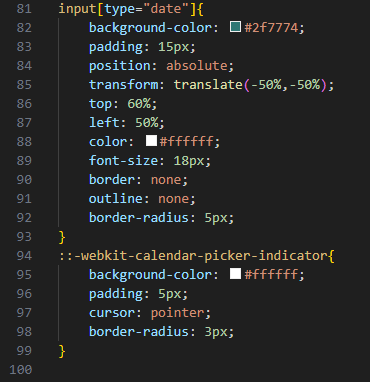 81 input[type="date"]{
82 background-color: #2f7774;
83 padding: 15px;
84 position: absolute;
85 transform: translate(-50%,-50%);
86 top: 60%;
87 left: 50%;
88 color: #ffffff;
89 font-size: 18px;
90 border: none;
91 outline: none;
92 border-radius: 5px;
93 }
94 ::-webkit-calendar-picker-indicator{
95 background-color: #ffffff;
96 padding: 5px;
97 cursor: pointer;
98 border-radius: 3px;
99 }
100